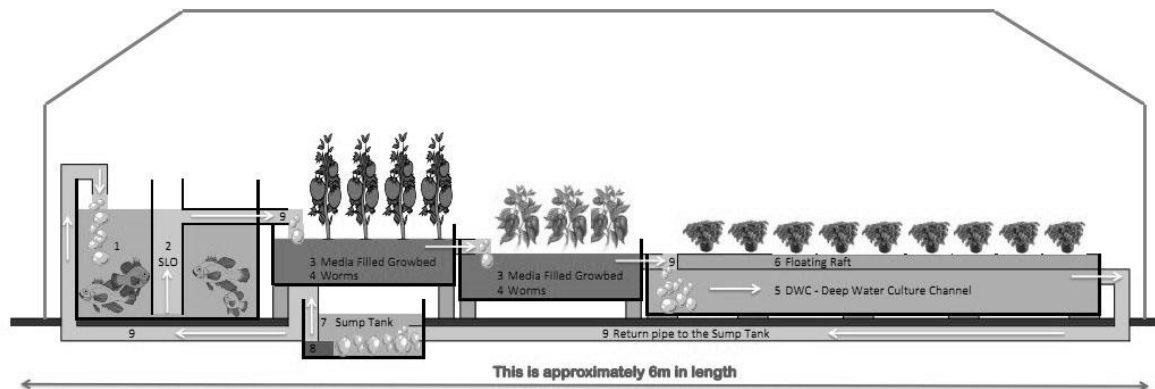 1
2
SLO
9
3 Media Filled Growbed
4 Worms
3 Media Filled Growbed
4 Worms
9
6 Floating Raft
5 DWC - Deep Water Culture Channel
7 Sump Tank
8
9
9 Return pipe to the Sump Tank
This is approximately 6m in length